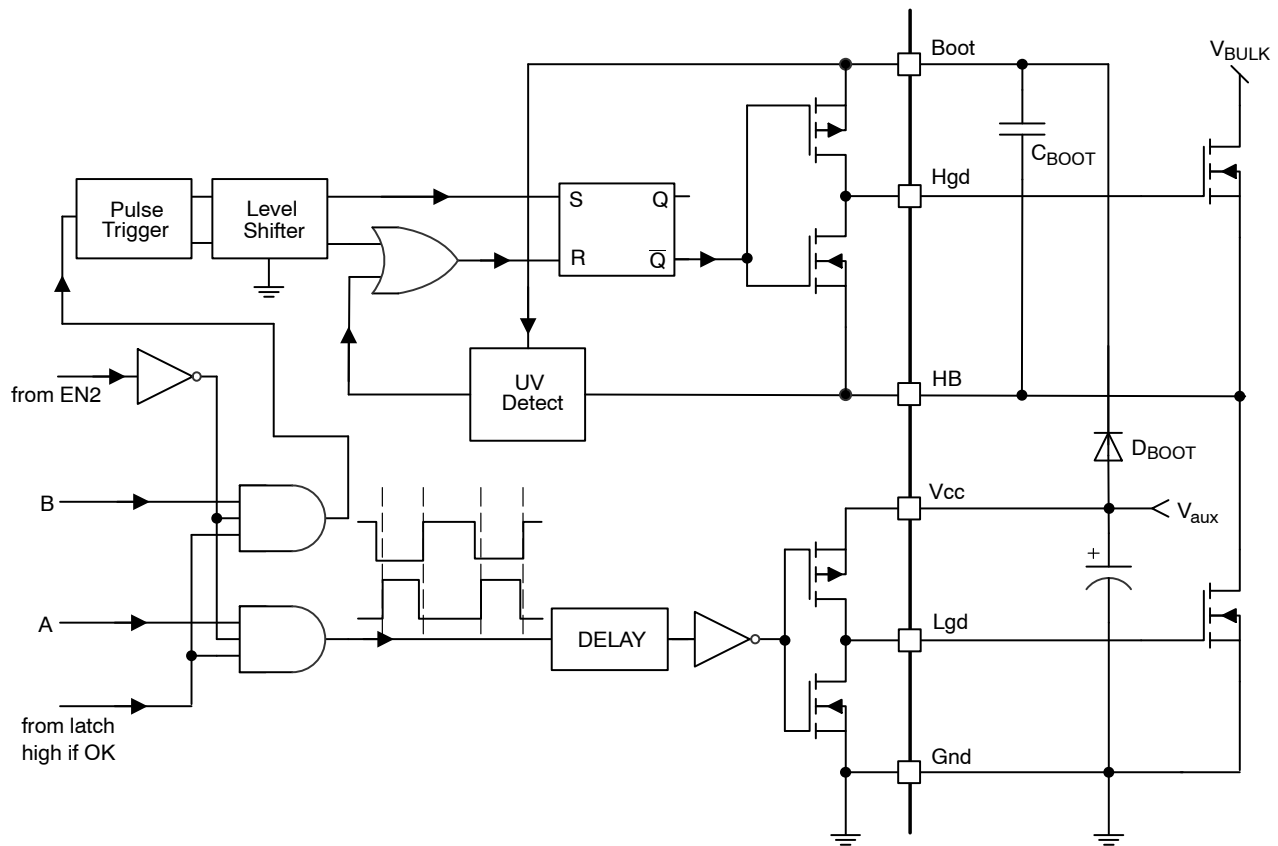 Boot
V_BULK
C_BOOT
Hgd
Pulse
Trigger
Level
Shifter
S
Q
R
Q̅
UV
Detect
HB
from EN2
D_BOOT
B
Vcc
V_aux
+
A
DELAY
Lgd
from latch
high if OK
Gnd